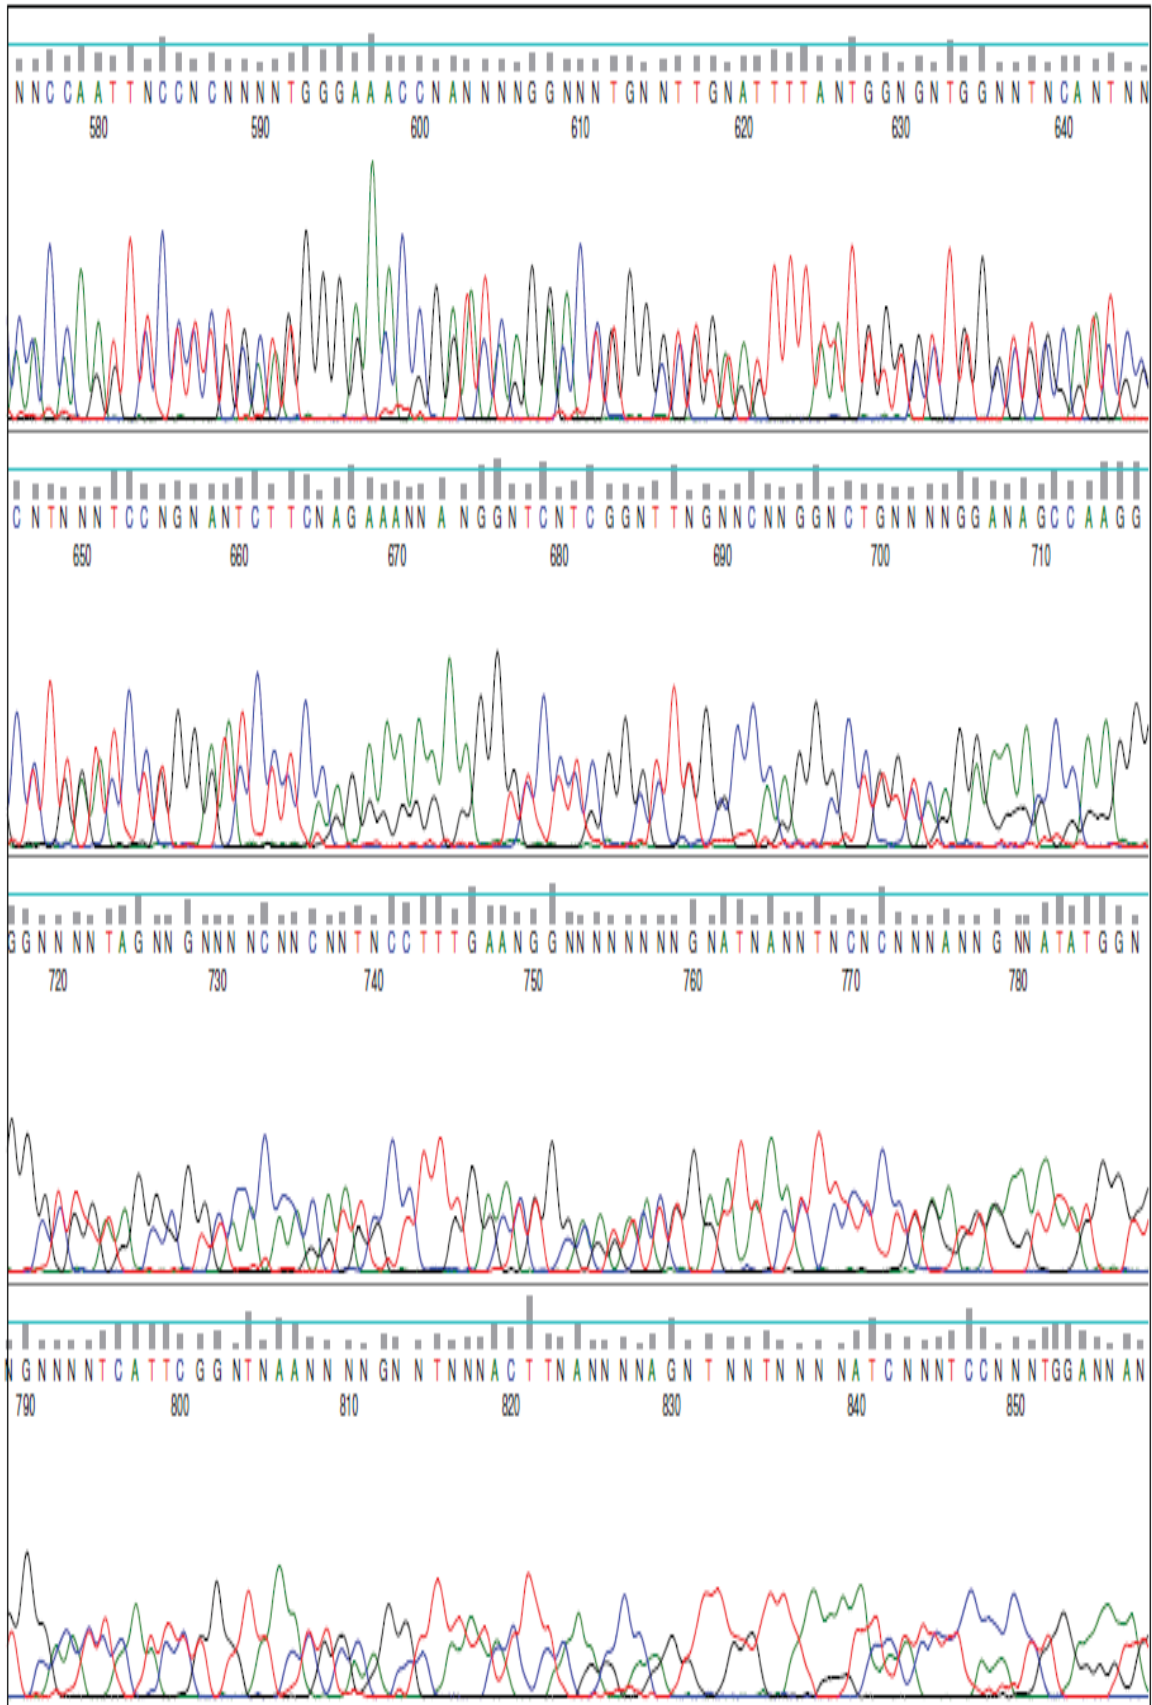 NNCCAATTNCCNCNNNNTGGGAAACCNANNNNGGNNNTGNNTTGNATTTTANTGGNGNTGGNNTNCANTNN
580 590 600 610 620 630 640
CNTNNNTCCNGNANTCTTCNAGAAANNANGGNTCNTCGGNTTNGNNCNNGGNCTGNNNNGGANAGCCAAGG
650 660 670 680 690 700 710
GGNNNNTAGNNGNNNNCNNCNNTNCCTTTGAANGGNNNNNNNNGNATNANNTNCNCNNNANNGNNATATGGN
720 730 740 750 760 770 780
NGNNNNTCATTCGGNTNAANNNNGNNTNNNACTTNANNNNAGNTNNTNNNNATCNNNTCCNNNTGGANNAN
790 800 810 820 830 840 850